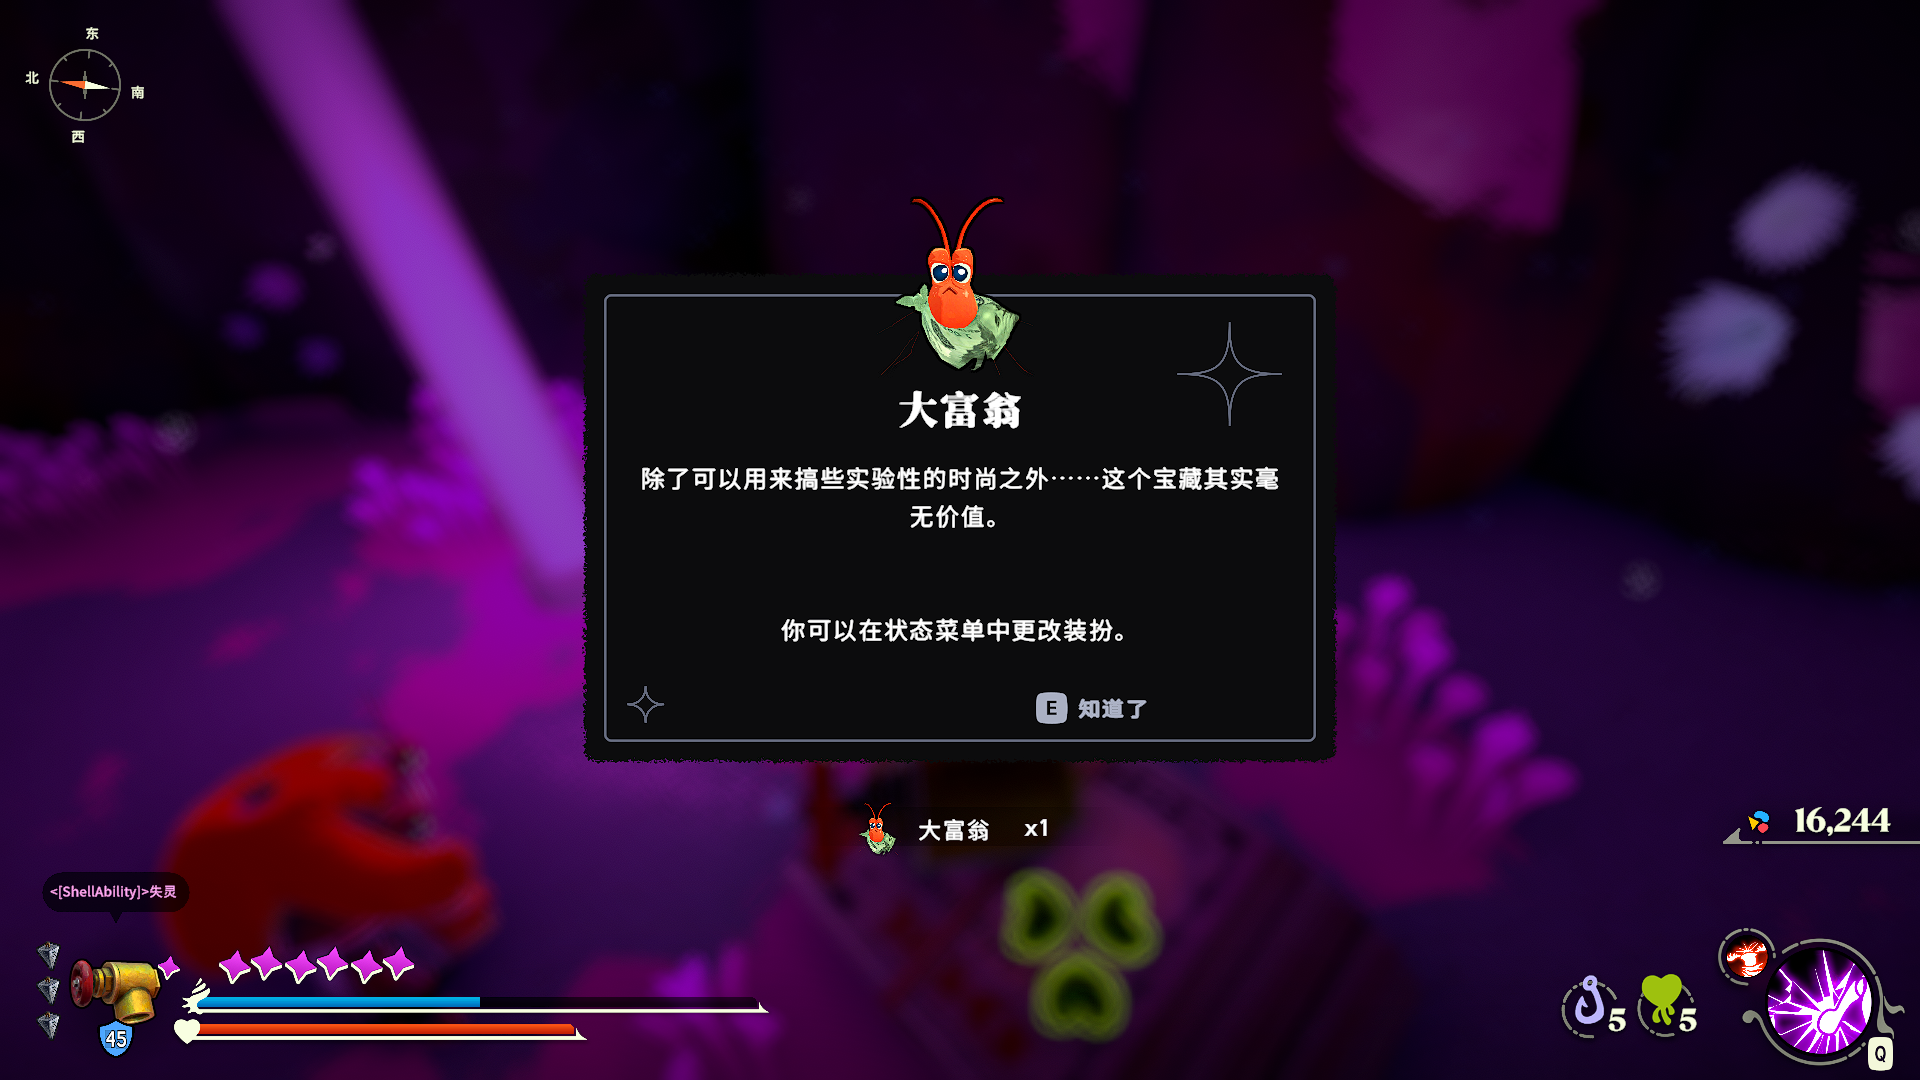 东
北
南
西
大富翁
除了可以用来搞些实验性的时尚之外……这个宝藏其实毫
无价值。
你可以在状态菜单中更改装扮。
E 知道了
大富翁 x1
16,244
<[ShellAbility]>失灵
45
5
5
Q